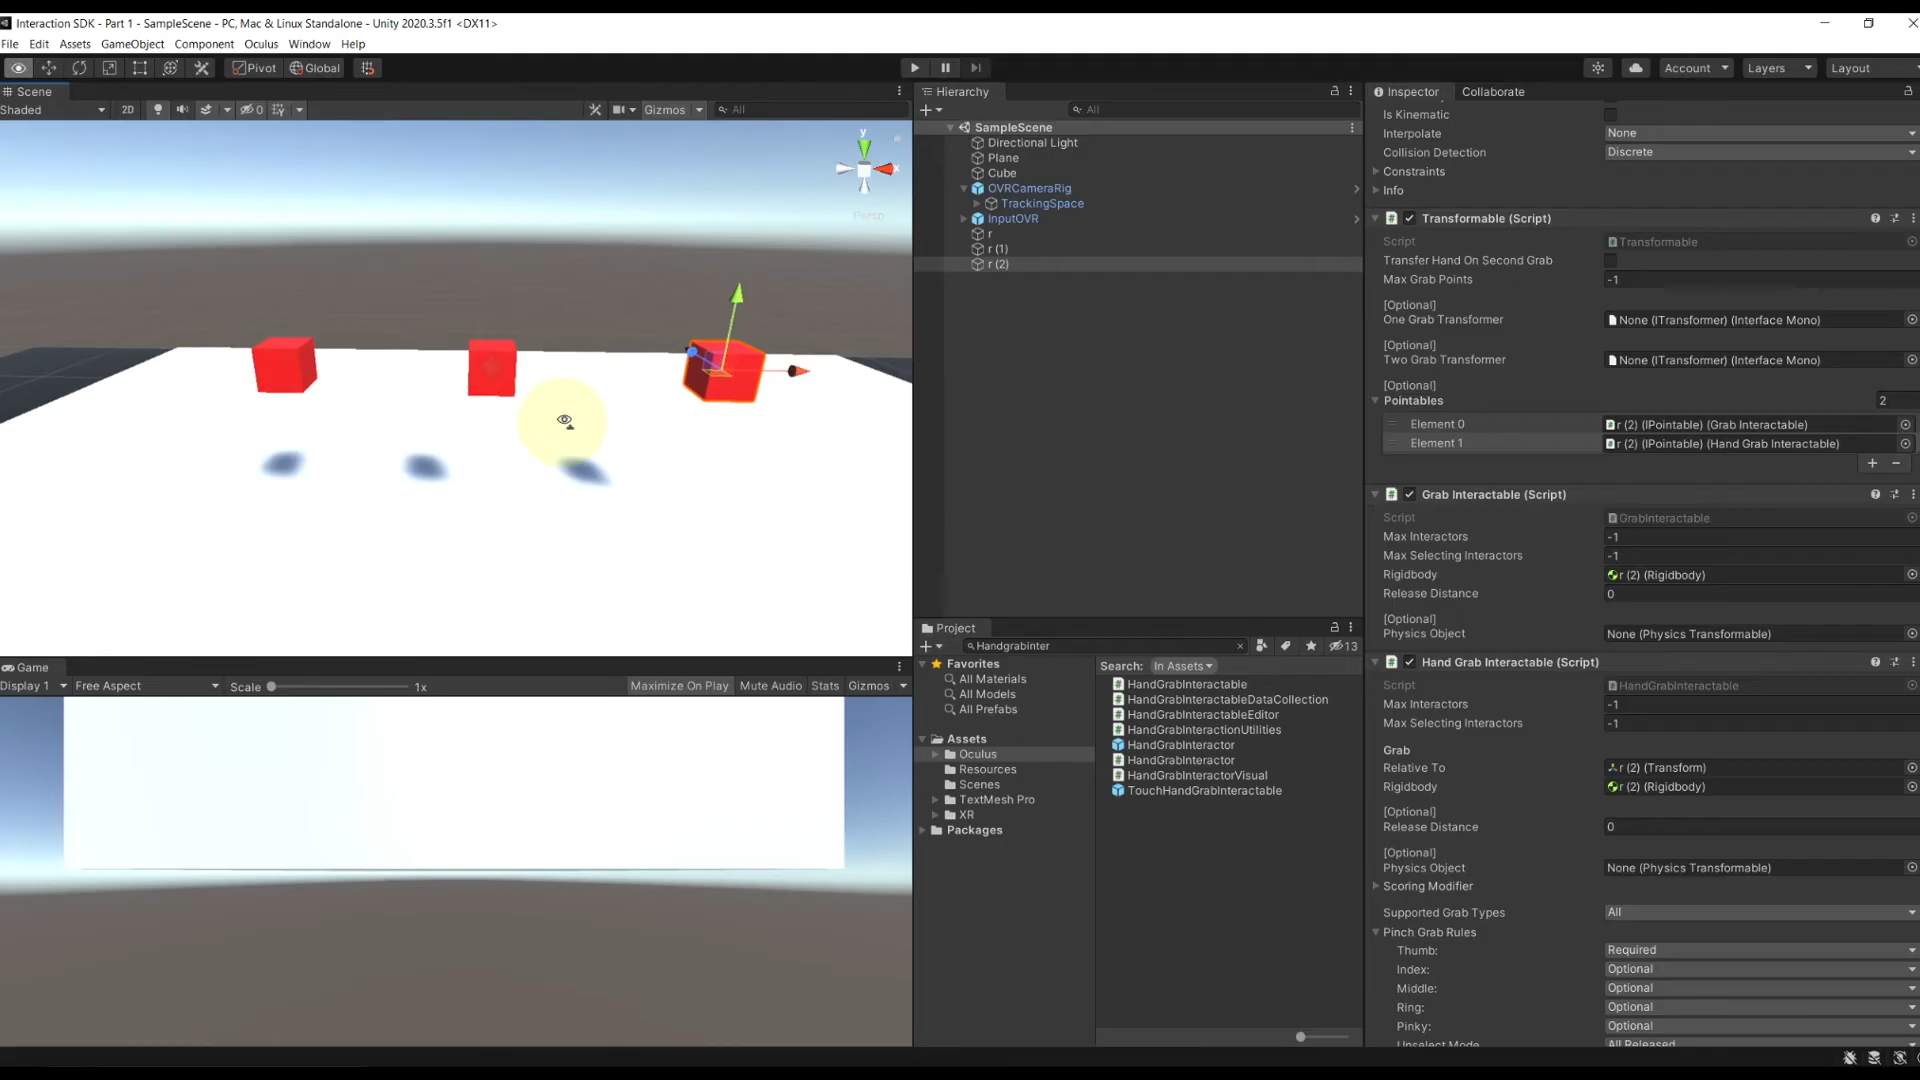 Interaction SDK - Part 1 - SampleScene - PC, Mac & Linux Standalone - Unity 2020.3.5f1 <DX11>
File Edit Assets GameObject Component Oculus Window Help
Pivot Global Account Layers Layout
Scene
Shaded 2D 0 Gizmos All
y
x
Persp
Hierarchy
All
SampleScene
Directional Light
Plane
Cube
OVRCameraRig
TrackingSpace
InputOVR
r
r (1)
r (2)
Game
Display 1 Free Aspect Scale 1x Maximize On Play Mute Audio Stats Gizmos
Project
Handgrabinter 13
Favorites
All Materials
All Models
All Prefabs
Assets
Oculus
Resources
Scenes
TextMesh Pro
XR
Packages
Search: In Assets
HandGrabInteractable
HandGrabInteractableDataCollection
HandGrabInteractableEditor
HandGrabInteractionUtilities
HandGrabInteractor
HandGrabInteractor
HandGrabInteractorVisual
TouchHandGrabInteractable
Inspector Collaborate
Is Kinematic
Interpolate None
Collision Detection Discrete
Constraints
Info
Transformable (Script)
Script Transformable
Transfer Hand On Second Grab
Max Grab Points -1
[Optional]
One Grab Transformer None (ITransformer) (Interface Mono)
[Optional]
Two Grab Transformer None (ITransformer) (Interface Mono)
[Optional]
Pointables 2
Element 0 r (2) (IPointable) (Grab Interactable)
Element 1 r (2) (IPointable) (Hand Grab Interactable)
Grab Interactable (Script)
Script GrabInteractable
Max Interactors -1
Max Selecting Interactors -1
Rigidbody r (2) (Rigidbody)
Release Distance 0
[Optional]
Physics Object None (Physics Transformable)
Hand Grab Interactable (Script)
Script HandGrabInteractable
Max Interactors -1
Max Selecting Interactors -1
Grab
Relative To r (2) (Transform)
Rigidbody r (2) (Rigidbody)
[Optional]
Release Distance 0
[Optional]
Physics Object None (Physics Transformable)
Scoring Modifier
Supported Grab Types All
Pinch Grab Rules
Thumb: Required
Index: Optional
Middle: Optional
Ring: Optional
Pinky: Optional
Unselect Mode All Released